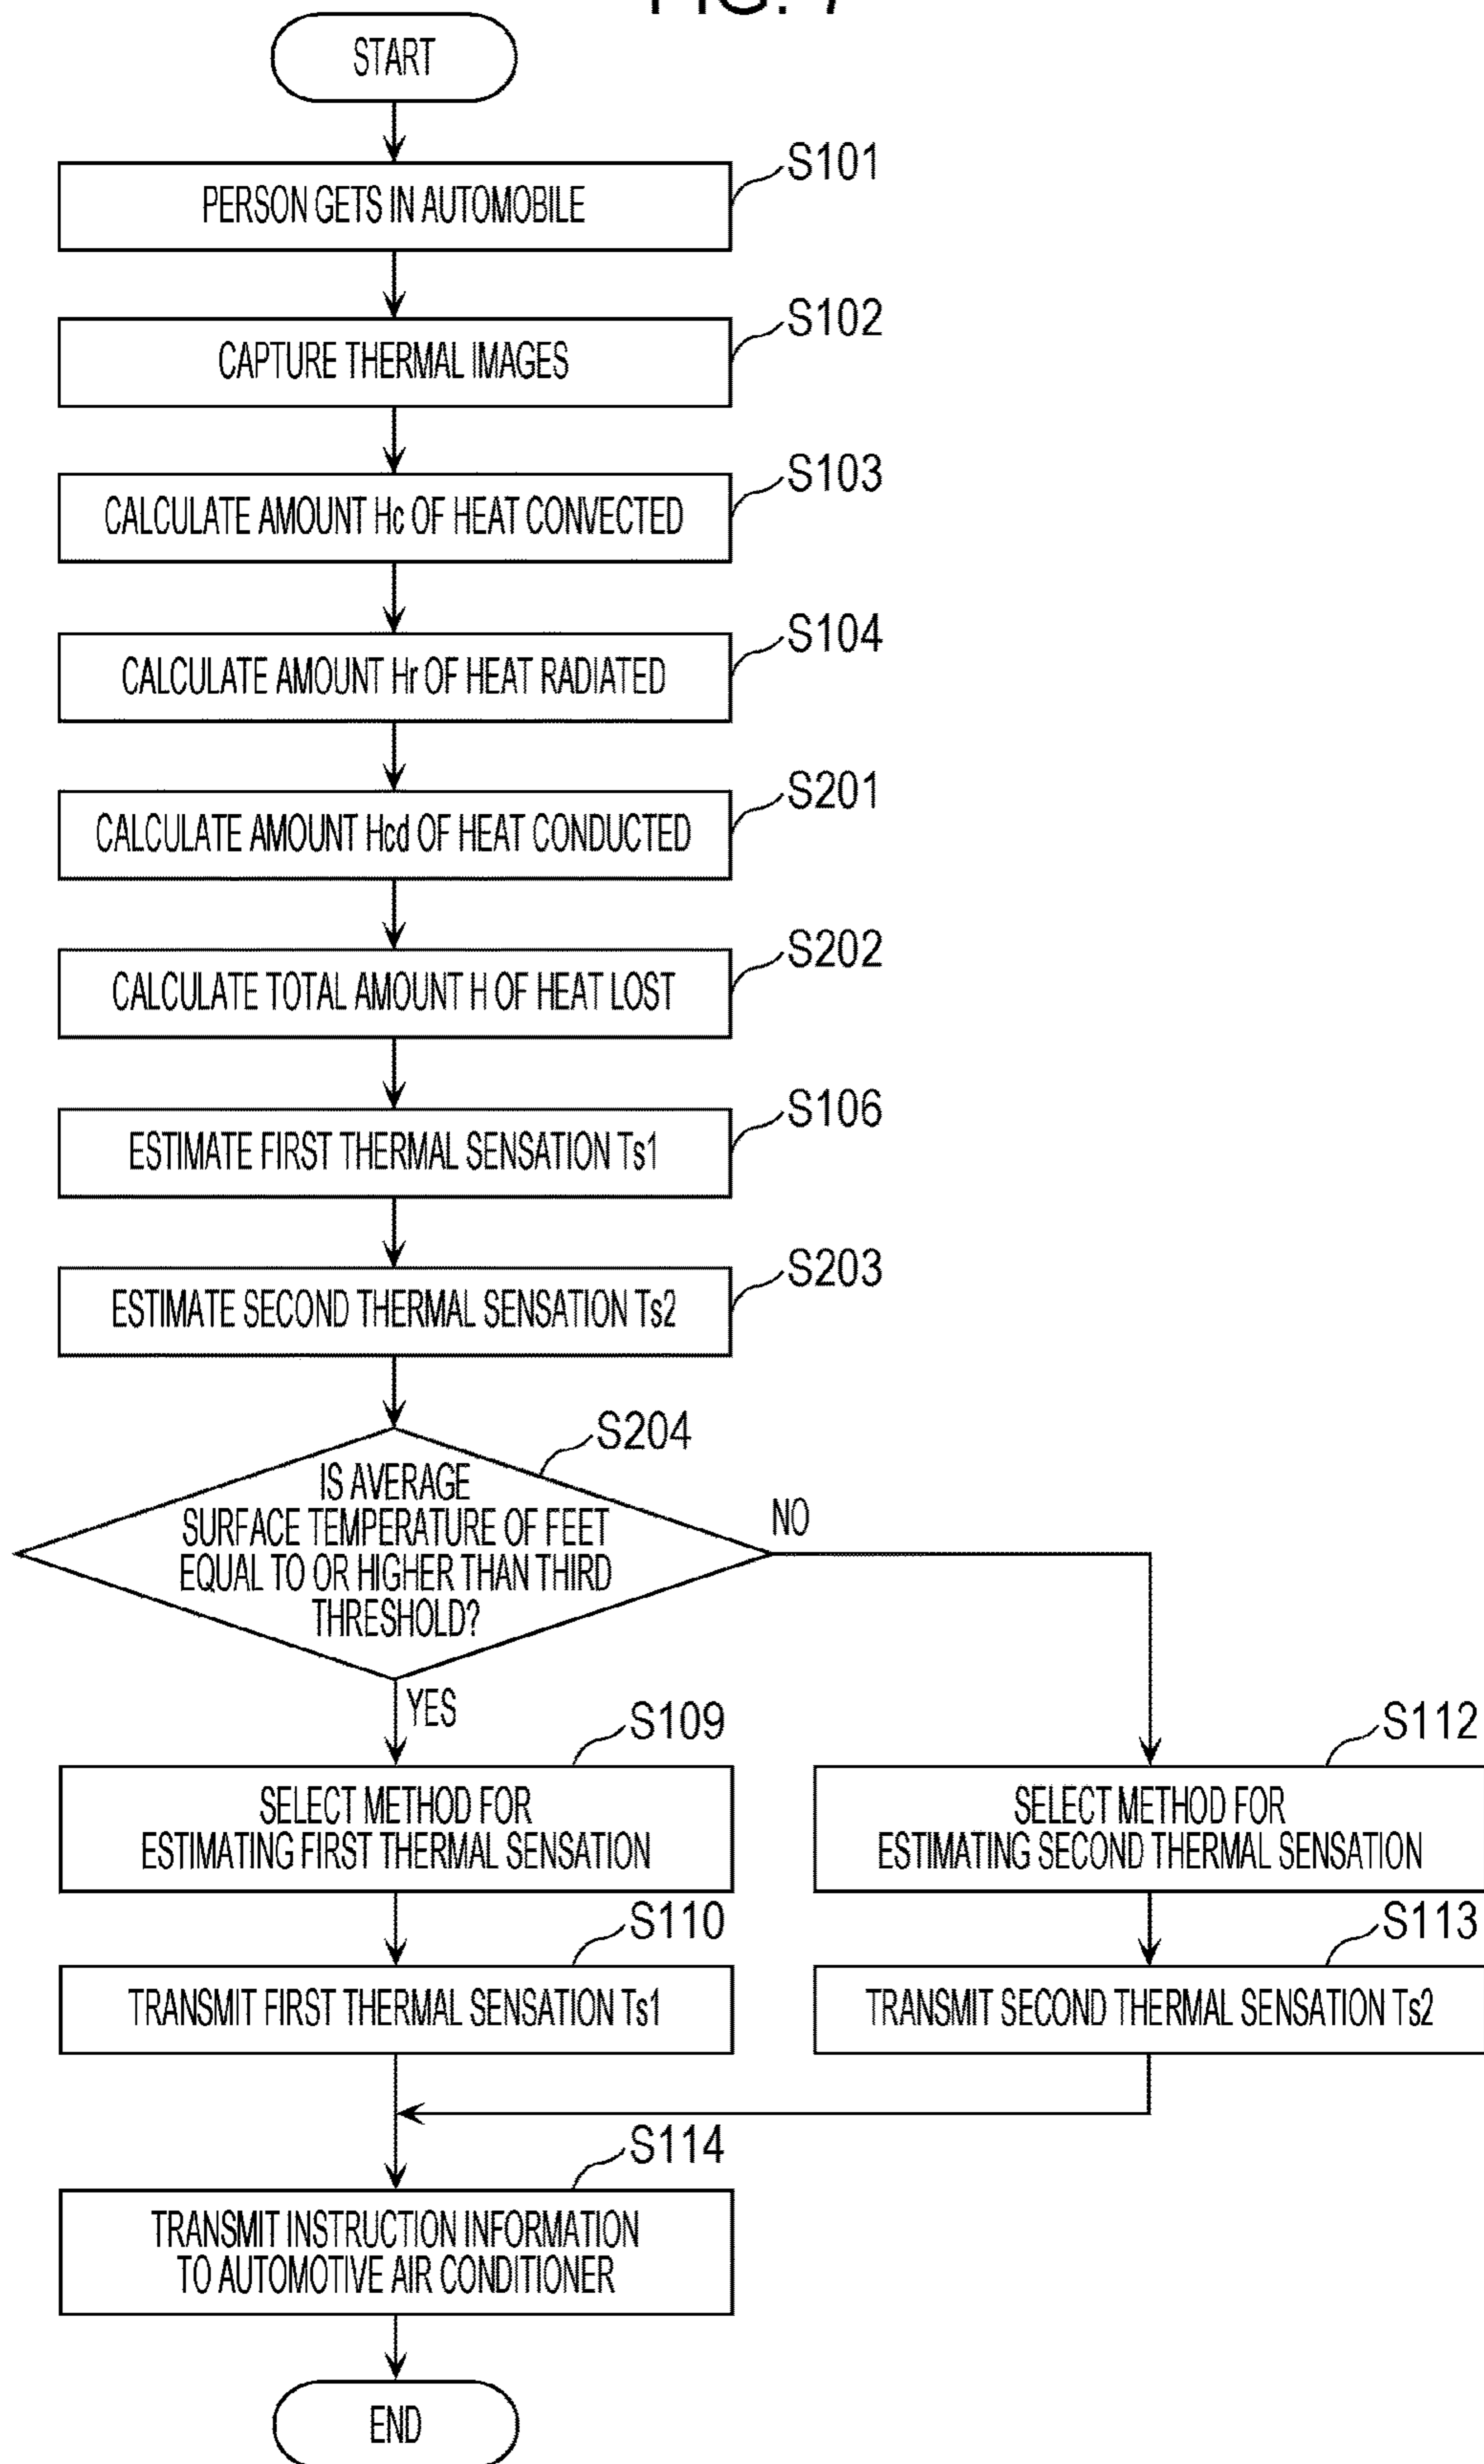 FIG. 7
START
S101
PERSON GETS IN AUTOMOBILE
S102
CAPTURE THERMAL IMAGES
S103
CALCULATE AMOUNT Hc OF HEAT CONVECTED
S104
CALCULATE AMOUNT Hr OF HEAT RADIATED
S201
CALCULATE AMOUNT Hcd OF HEAT CONDUCTED
S202
CALCULATE TOTAL AMOUNT H OF HEAT LOST
S106
ESTIMATE FIRST THERMAL SENSATION Ts1
S203
ESTIMATE SECOND THERMAL SENSATION Ts2
S204
IS AVERAGE
SURFACE TEMPERATURE OF FEET
EQUAL TO OR HIGHER THAN THIRD
THRESHOLD?
NO
YES
S109
SELECT METHOD FOR
ESTIMATING FIRST THERMAL SENSATION
S112
SELECT METHOD FOR
ESTIMATING SECOND THERMAL SENSATION
S110
TRANSMIT FIRST THERMAL SENSATION Ts1
S113
TRANSMIT SECOND THERMAL SENSATION Ts2
S114
TRANSMIT INSTRUCTION INFORMATION
TO AUTOMOTIVE AIR CONDITIONER
END